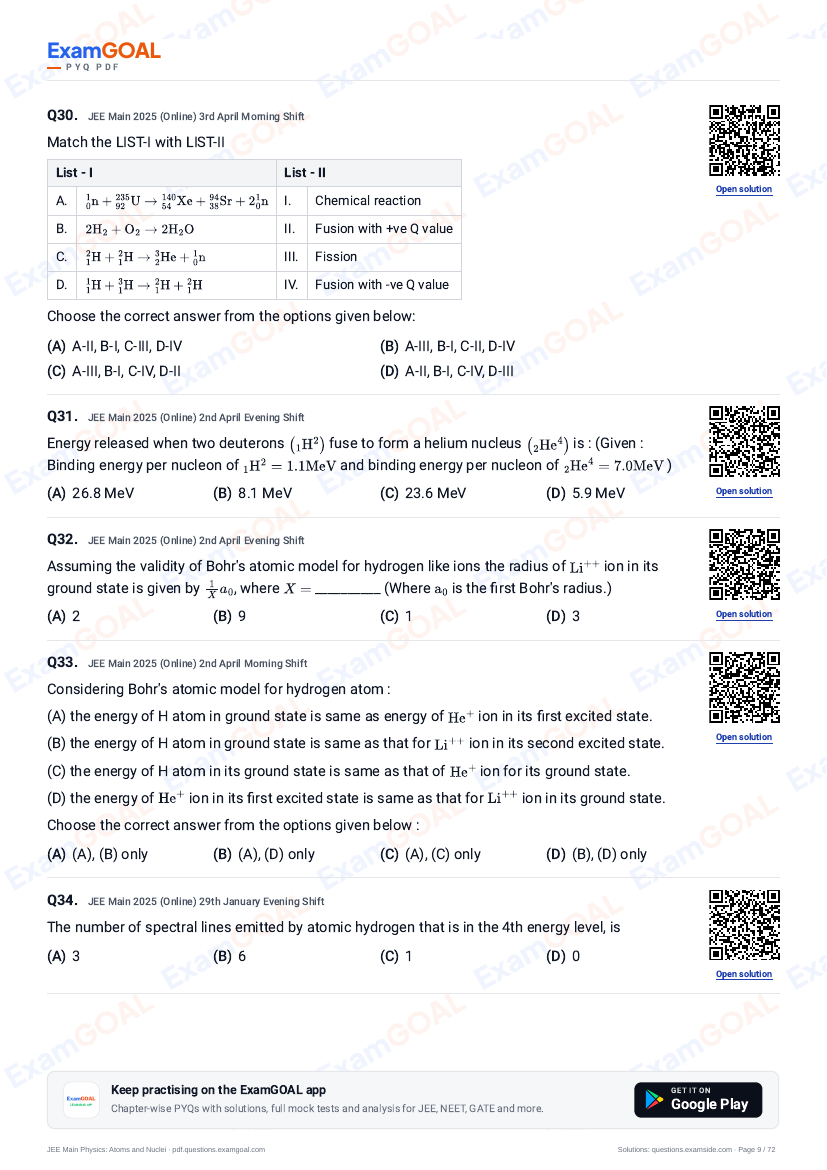 ExamGOAL
PYQ PDF
Q30. JEE Main 2025 (Online) 3rd April Morning Shift
Match the LIST-I with LIST-II
List - I List - II
A. ¹₀n + ²³⁵₉₂U → ¹⁴⁰₅₄Xe + ⁹⁴₃₈Sr + 2¹₀n I. Chemical reaction
B. 2H₂ + O₂ → 2H₂O II. Fusion with +ve Q value
C. ²₁H + ²₁H → ³₂He + ¹₀n III. Fission
D. ¹₁H + ³₁H → ²₁H + ²₁H IV. Fusion with -ve Q value
Choose the correct answer from the options given below:
(A) A-II, B-I, C-III, D-IV (B) A-III, B-I, C-II, D-IV
(C) A-III, B-I, C-IV, D-II (D) A-II, B-I, C-IV, D-III
Open solution
Q31. JEE Main 2025 (Online) 2nd April Evening Shift
Energy released when two deuterons (₁H²) fuse to form a helium nucleus (₂He⁴) is : (Given :
Binding energy per nucleon of ₁H² = 1.1MeV and binding energy per nucleon of ₂He⁴ = 7.0MeV )
(A) 26.8 MeV (B) 8.1 MeV (C) 23.6 MeV (D) 5.9 MeV
Open solution
Q32. JEE Main 2025 (Online) 2nd April Evening Shift
Assuming the validity of Bohr's atomic model for hydrogen like ions the radius of Li⁺⁺ ion in its
ground state is given by 1/X a₀, where X = __________ (Where a₀ is the first Bohr's radius.)
(A) 2 (B) 9 (C) 1 (D) 3
Open solution
Q33. JEE Main 2025 (Online) 2nd April Morning Shift
Considering Bohr's atomic model for hydrogen atom :
(A) the energy of H atom in ground state is same as energy of He⁺ ion in its first excited state.
(B) the energy of H atom in ground state is same as that for Li⁺⁺ ion in its second excited state.
(C) the energy of H atom in its ground state is same as that of He⁺ ion for its ground state.
(D) the energy of He⁺ ion in its first excited state is same as that for Li⁺⁺ ion in its ground state.
Choose the correct answer from the options given below :
(A) (A), (B) only (B) (A), (D) only (C) (A), (C) only (D) (B), (D) only
Open solution
Q34. JEE Main 2025 (Online) 29th January Evening Shift
The number of spectral lines emitted by atomic hydrogen that is in the 4th energy level, is
(A) 3 (B) 6 (C) 1 (D) 0
Open solution
ExamGOAL
Keep practising on the ExamGOAL app
Chapter-wise PYQs with solutions, full mock tests and analysis for JEE, NEET, GATE and more.
GET IT ON
Google Play
JEE Main Physics: Atoms and Nuclei · pdf.questions.examgoal.com Solutions: questions.examside.com · Page 9 / 72